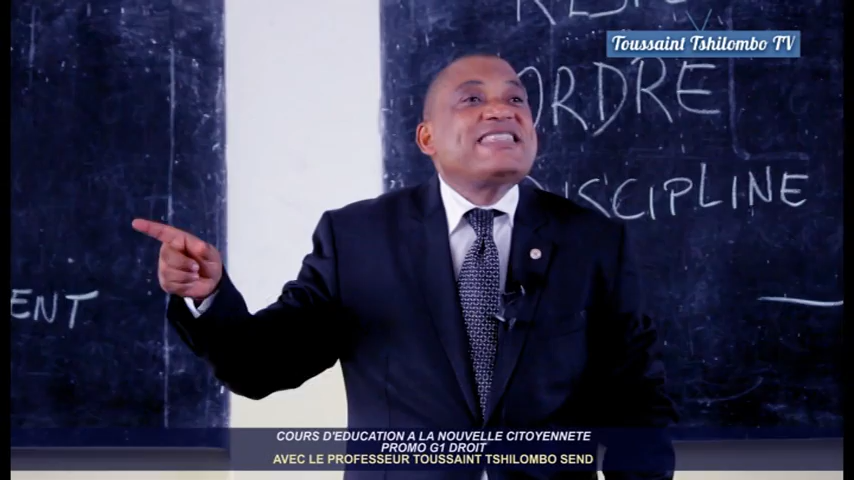 Toussaint Tshilombo TV
ORDRE
DISCIPLINE
ENT
COURS D'EDUCATION A LA NOUVELLE CITOYENNETE
PROMO G1 DROIT
AVEC LE PROFESSEUR TOUSSAINT TSHILOMBO SEND